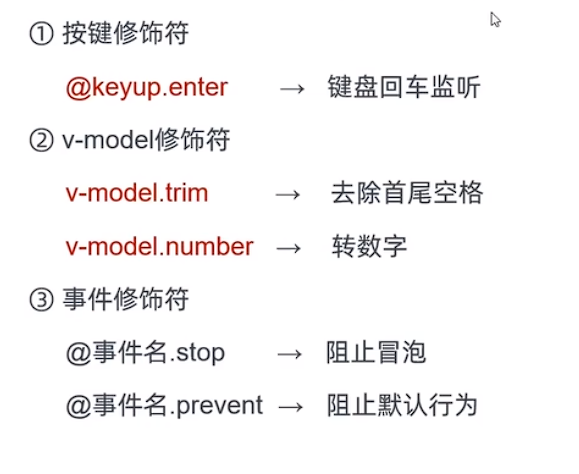 ① 按键修饰符
@keyup.enter → 键盘回车监听
② v-model修饰符
v-model.trim → 去除首尾空格
v-model.number → 转数字
③ 事件修饰符
@事件名.stop → 阻止冒泡
@事件名.prevent → 阻止默认行为